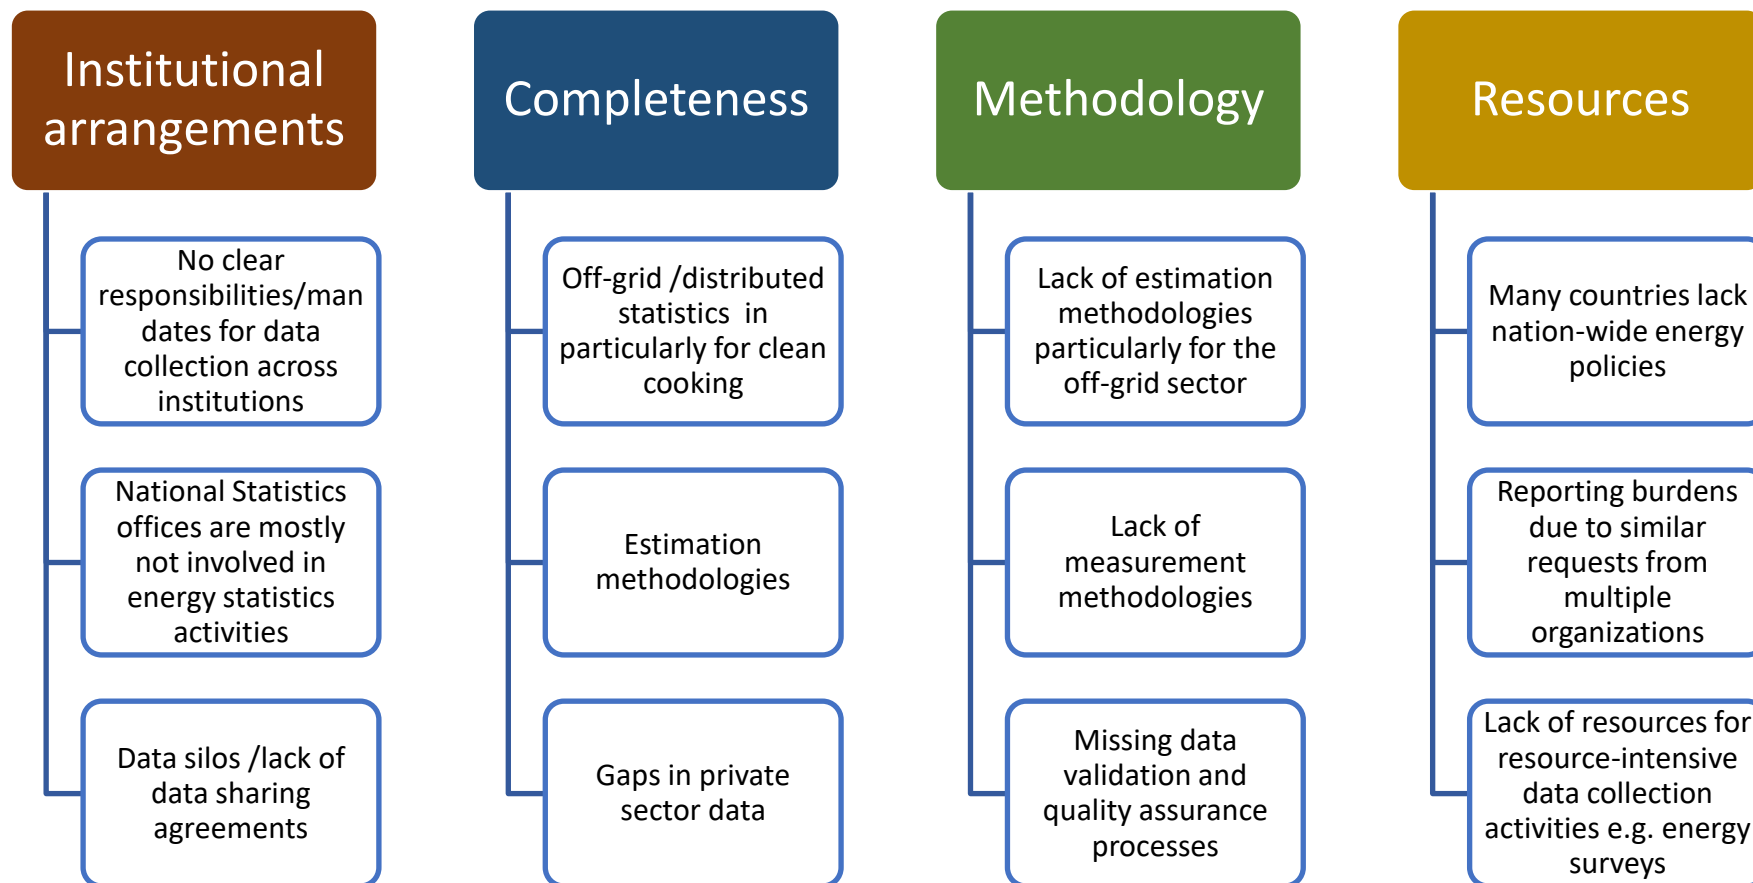 Institutional
arrangements
No clear
responsibilities/man
dates for data
collection across
institutions
National Statistics
offices are mostly
not involved in
energy statistics
activities
Data silos /lack of
data sharing
agreements
Completeness
Off-grid /distributed
statistics in
particularly for clean
cooking
Estimation
methodologies
Gaps in private
sector data
Methodology
Lack of estimation
methodologies
particularly for the
off-grid sector
Lack of
measurement
methodologies
Missing data
validation and
quality assurance
processes
Resources
Many countries lack
nation-wide energy
policies
Reporting burdens
due to similar
requests from
multiple
organizations
Lack of resources for
resource-intensive
data collection
activities e.g. energy
surveys